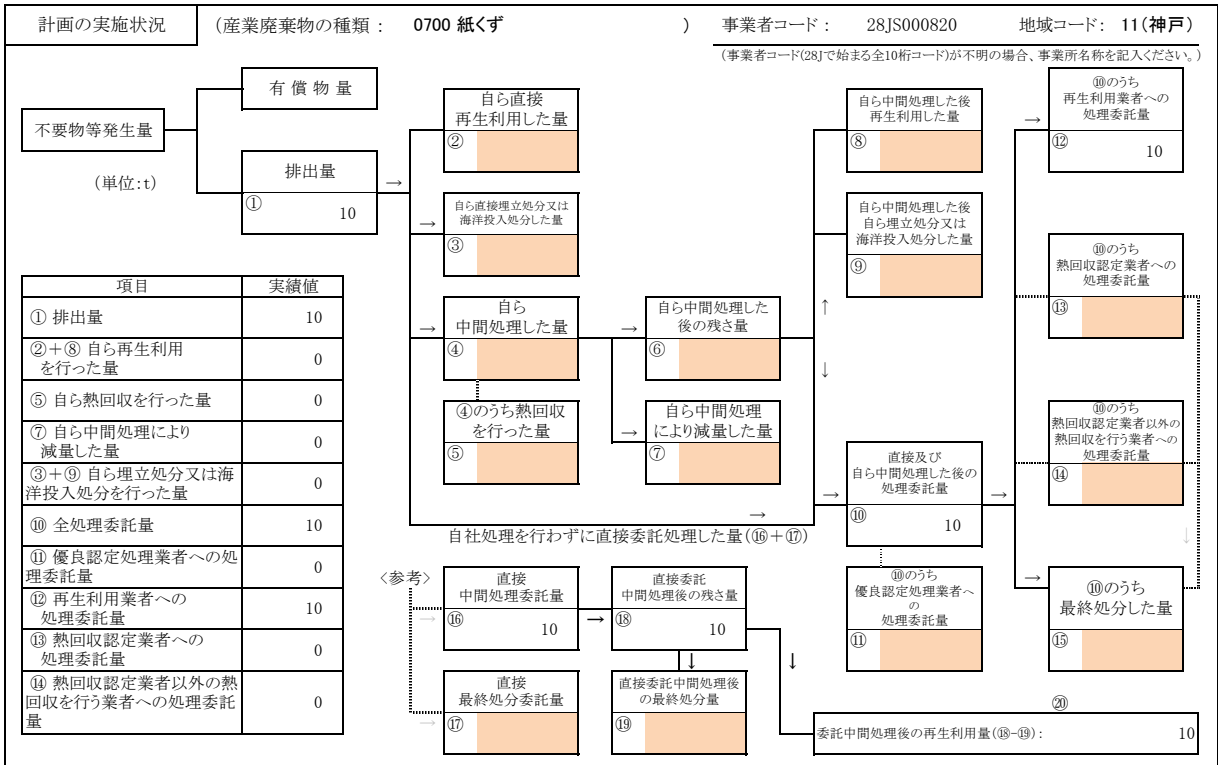 計画の実施状況 (産業廃棄物の種類： 0700 紙くず ) 事業者コード： 28JS000820 地域コード： 11(神戸)
(事業者コード(28Jで始まる全10桁コード)が不明の場合、事業所名称を記入ください。)
不要物等発生量
(単位:t)
有償物量
排出量
→
① 10
自ら直接
再生利用した量
②
→
自ら直接埋立処分又は
海洋投入処分した量
③
→
自ら
中間処理した量
④
④のうち熱回収
を行った量
⑤
→
自ら中間処理した
後の残さ量
⑥
→
自ら中間処理
により減量した量
⑦
自ら中間処理した後
再生利用した量
⑧
自ら中間処理した後
自ら埋立処分又は
海洋投入処分した量
⑨
↑
↓
→
直接及び
自ら中間処理した後の
処理委託量
⑩ 10
→
⑩のうち
優良認定処理業者へ
の
処理委託量
⑪
→
⑩のうち
再生利用業者への
処理委託量
⑫ 10
⑩のうち
熱回収認定業者への
処理委託量
⑬
⑩のうち
熱回収認定業者以外の
熱回収を行う業者への
処理委託量
⑭
↓
→
⑩のうち
最終処分した量
⑮
→
自社処理を行わずに直接委託処理した量(⑯＋⑰)
項目 実績値
① 排出量 10
②＋⑧ 自ら再生利用
を行った量 0
⑤ 自ら熱回収を行った量 0
⑦ 自ら中間処理により
減量した量 0
③＋⑨ 自ら埋立処分又は海
洋投入処分を行った量 0
⑩ 全処理委託量 10
⑪ 優良認定処理業者への処
理委託量 0
⑫ 再生利用業者への
処理委託量 10
⑬ 熱回収認定業者への
処理委託量 0
⑭ 熱回収認定業者以外の熱
回収を行う業者への処理委託
量 0
〈参考〉
→
直接
中間処理委託量
⑯ 10
→
直接委託
中間処理後の残さ量
⑱ 10
↓
↓
→
直接
最終処分委託量
⑰
直接委託中間処理後
の最終処分量
⑲
⑳
委託中間処理後の再生利用量(⑱-⑲)： 10